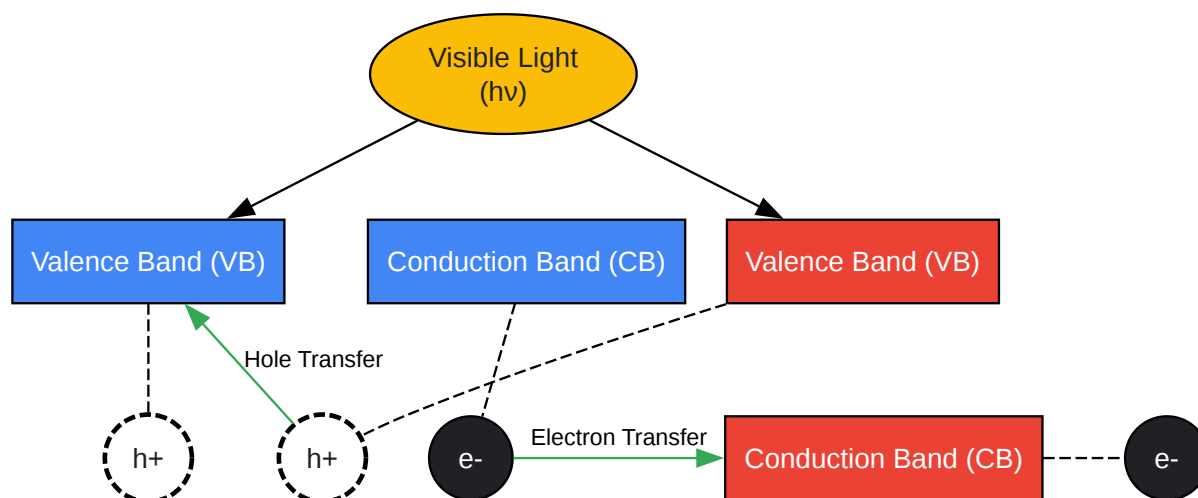 Visible Light
(hν)
Valence Band (VB)
Conduction Band (CB)
Valence Band (VB)
Hole Transfer
h+
h+
e-
Electron Transfer
Conduction Band (CB)
e-